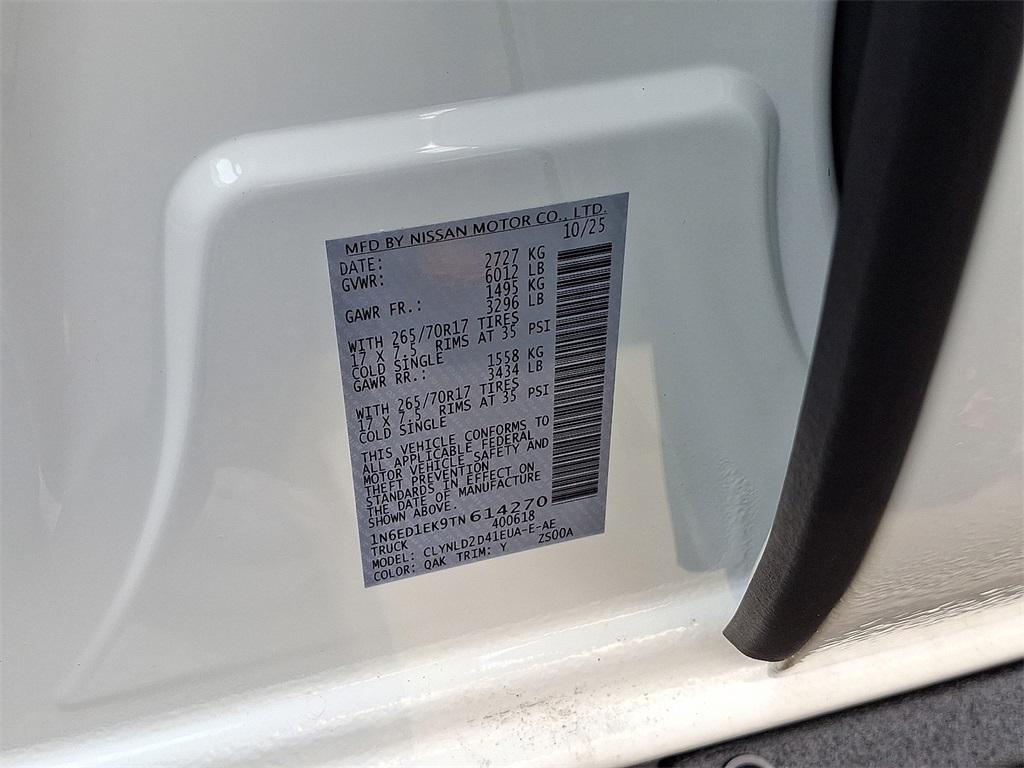 MFD BY NISSAN MOTOR CO., LTD.
DATE: 10/25
GVWR: 2727 KG
6012 LB
GAWR FR.: 1495 KG
3296 LB
WITH 265/70R17 TIRES
17 X 7.5 RIMS AT 35 PSI
COLD SINGLE
GAWR RR.: 1558 KG
3434 LB
WITH 265/70R17 TIRES
17 X 7.5 RIMS AT 35 PSI
COLD SINGLE
THIS VEHICLE CONFORMS TO
ALL APPLICABLE FEDERAL
MOTOR VEHICLE SAFETY AND
THEFT PREVENTION
STANDARDS IN EFFECT ON
THE DATE OF MANUFACTURE
SHOWN ABOVE.
1N6ED1EK9TN614270
TRUCK 400618
MODEL: CLYNLD2D41EUA-E-AE
COLOR: QAK TRIM: Y ZS00A